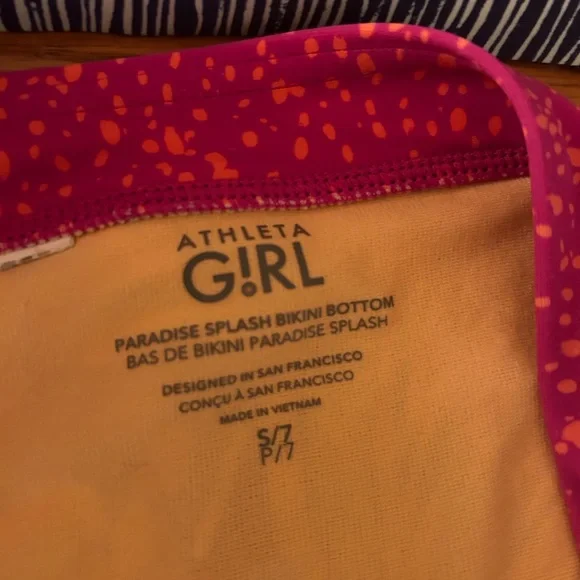 ATHLETA
G!RL
PARADISE SPLASH BIKINI BOTTOM
BAS DE BIKINI PARADISE SPLASH
DESIGNED IN SAN FRANCISCO
CONÇU À SAN FRANCISCO
MADE IN VIETNAM
S/7
P/7